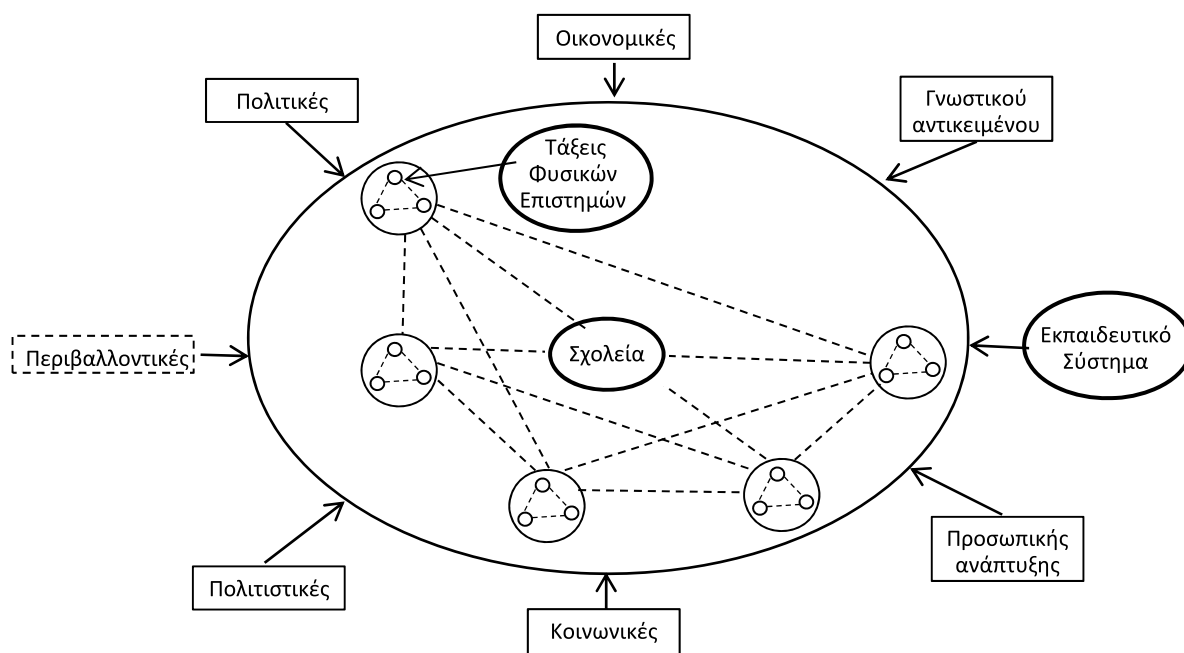 Οικονομικές
Πολιτικές
Γνωστικού
αντικειμένου
Τάξεις
Φυσικών
Επιστημών
Περιβαλλοντικές
Σχολεία
Εκπαιδευτικό
Σύστημα
Προσωπικής
ανάπτυξης
Πολιτιστικές
Κοινωνικές